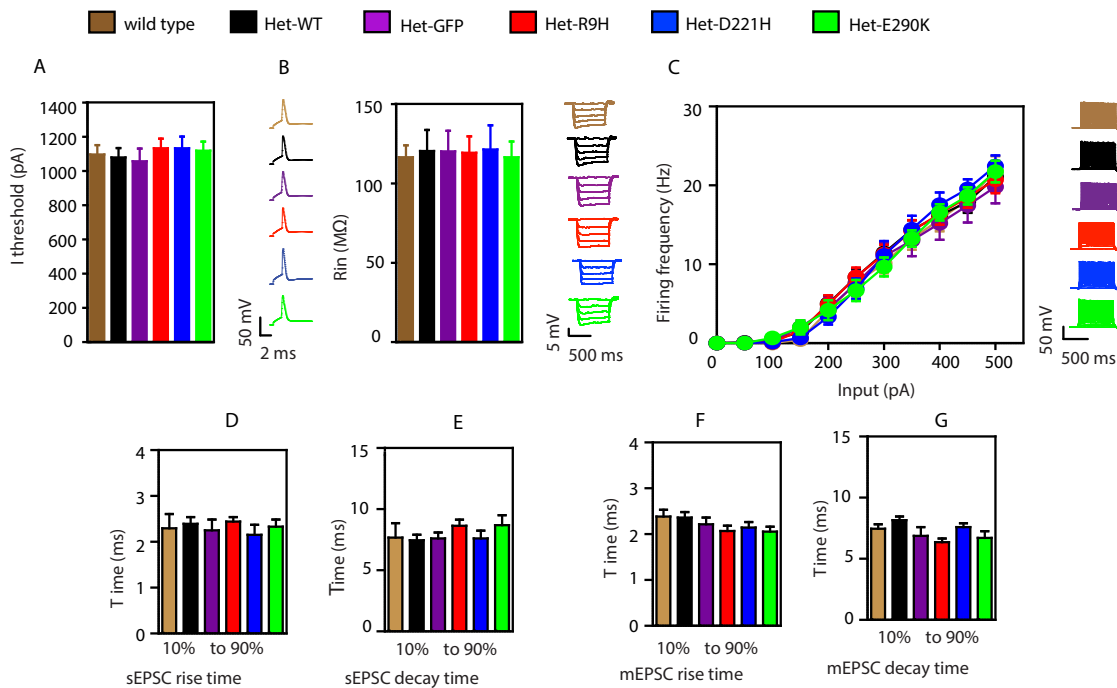 wild type Het-WT Het-GFP Het-R9H Het-D221H Het-E290K
A
I threshold (pA)
1400
1200
1000
800
600
400
200
0
50 mV
2 ms
B
Rin (MΩ)
150
100
50
0
5 mV
500 ms
C
Firing frequency (Hz)
30
20
10
0
0 100 200 300 400 500
Input (pA)
50 mV
500 ms
D
T ime (ms)
4
3
2
1
0
10% to 90%
sEPSC rise time
E
Time (ms)
15
10
5
0
10% to 90%
sEPSC decay time
F
T ime (ms)
4
3
2
1
0
10% to 90%
mEPSC rise time
G
Time (ms)
15
10
5
0
10% to 90%
mEPSC decay time